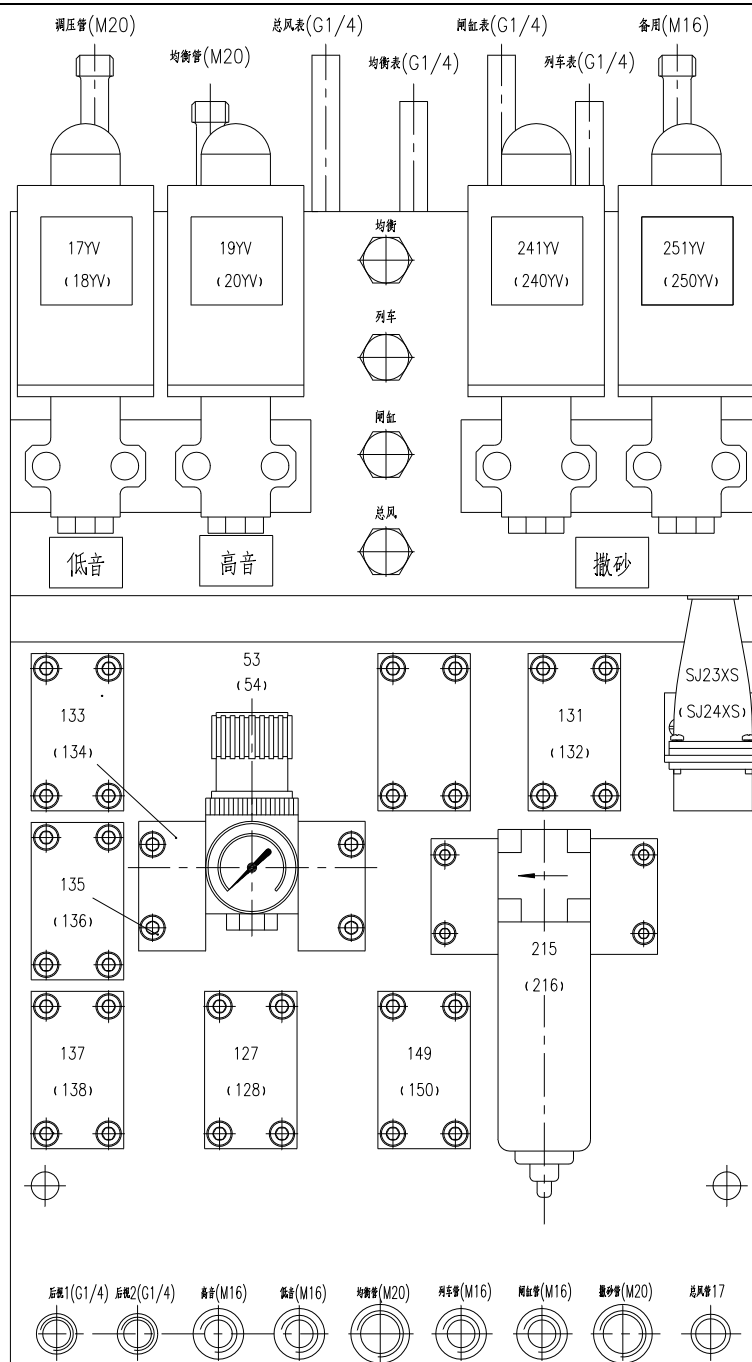 调压管(M20)
总风表(G1/4)
闸缸表(G1/4)
备用(M16)
均衡管(M20)
均衡表(G1/4)
列车表(G1/4)
17YV
(18YV)
19YV
(20YV)
均衡
241YV
(240YV)
251YV
(250YV)
列车
闸缸
总风
低音
高音
撒砂
53
(54)
SJ23XS
(SJ24XS)
133
(134)
131
(132)
135
(136)
215
(216)
137
(138)
127
(128)
149
(150)
后视1(G1/4)
后视2(G1/4)
高音(M16)
低音(M16)
均衡管(M20)
列车管(M16)
闸缸管(M16)
撒砂管(M20)
总风管17